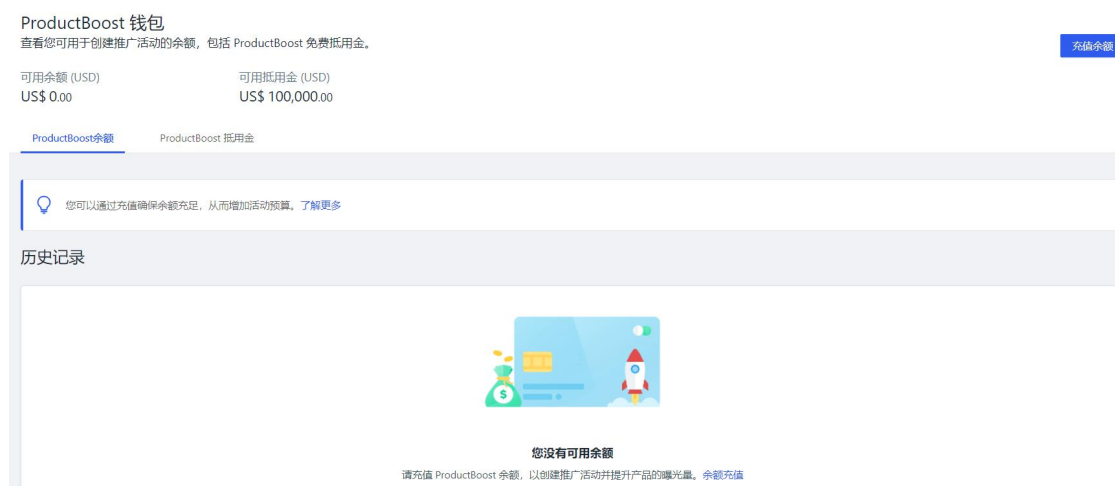 ProductBoost 钱包
查看您可用于创建推广活动的余额，包括 ProductBoost 免费抵用金。
充值余额
可用余额 (USD)
可用抵用金 (USD)
US$ 0.00
US$ 100,000.00
ProductBoost余额
ProductBoost 抵用金
您可以通过充值确保余额充足，从而增加活动预算。了解更多
历史记录
$
您没有可用余额
请充值 ProductBoost 余额，以创建推广活动并提升产品的曝光量。余额充值